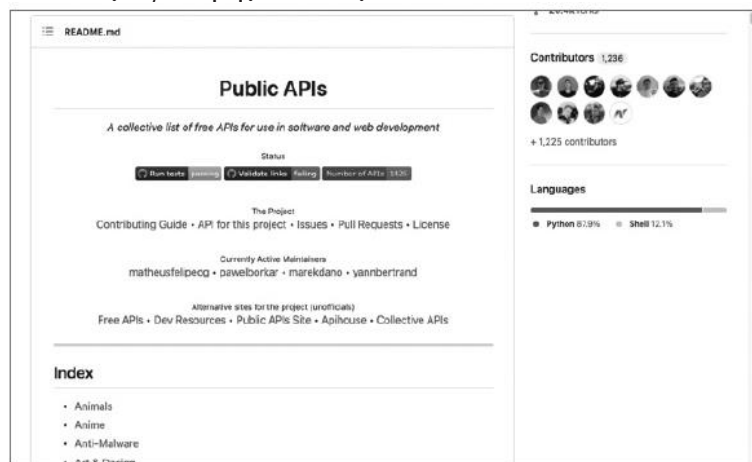 README.md
Public APIs
A collective list of free APIs for use in software and web development
Status
Run tests passing Validate links failing Number of APIs 1426
The Project
Contributing Guide • API for this project • Issues • Pull Requests • License
Currently Active Maintainers
matheusfelipeog • pawelborkar • marekdano • yannbertrand
Alternative sites for the project (unofficials)
Free APIs • Dev Resources • Public APIs Site • Apihouse • Collective APIs
Index
• Animals
• Anime
• Anti-Malware
Contributors 1,236
+ 1,225 contributors
Languages
Python 87.9% Shell 12.1%